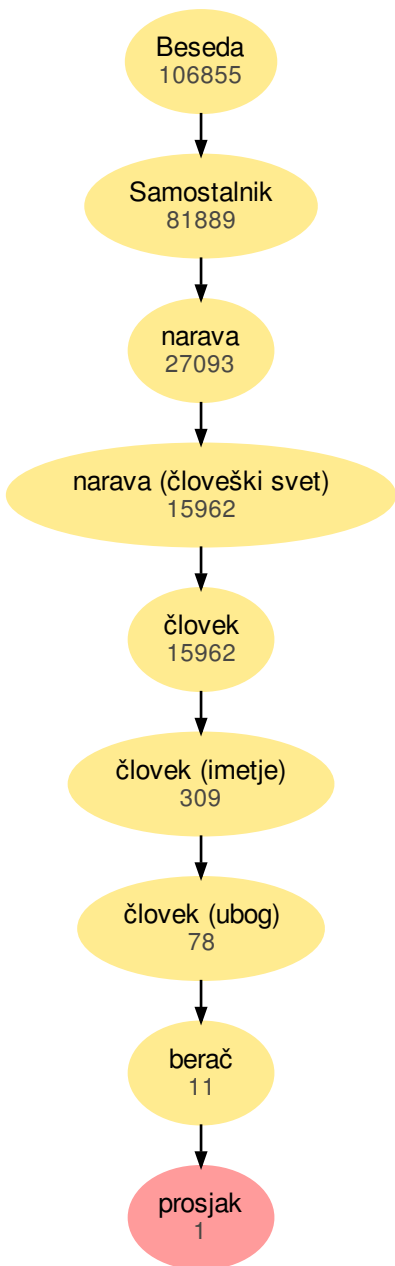 Beseda
106855
Samostalnik
81889
narava
27093
narava (človeški svet)
15962
človek
15962
človek (imetje)
309
človek (ubog)
78
berač
11
prosjak
1